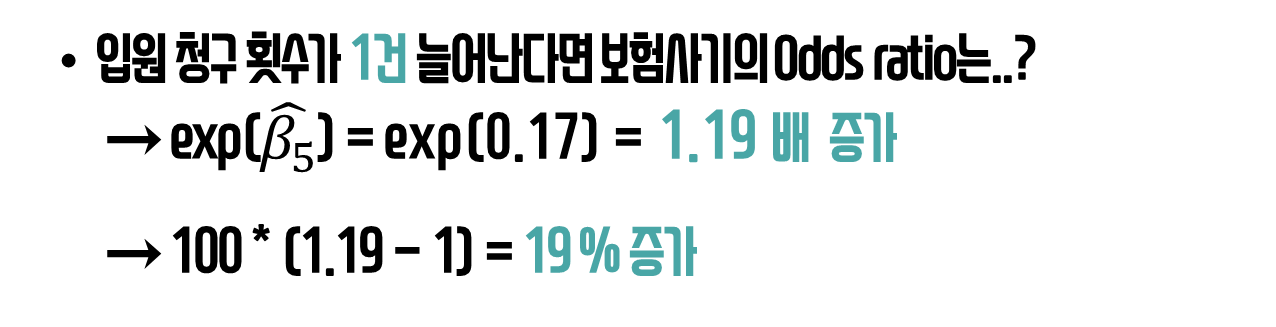 • 입원 청구 횟수가 1건 늘어난다면 보험사기의 Odds ratio는..?
→ exp(β̂₅) = exp(0.17) = 1.19 배 증가
→ 100 * (1.19 - 1) = 19% 증가